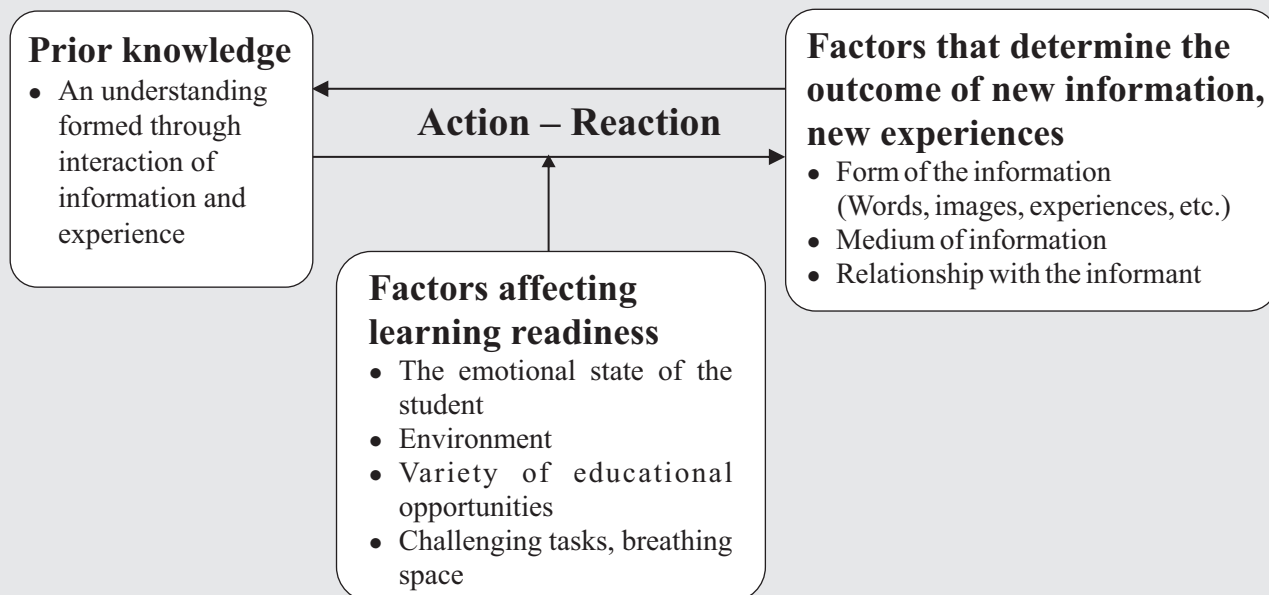 Prior knowledge
• An understanding
formed through
interaction of
information and
experience
Action – Reaction
Factors that determine the
outcome of new information,
new experiences
• Form of the information
(Words, images, experiences, etc.)
• Medium of information
• Relationship with the informant
Factors affecting
learning readiness
• The emotional state of the
student
• Environment
• Variety of educational
opportunities
• Challenging tasks, breathing
space